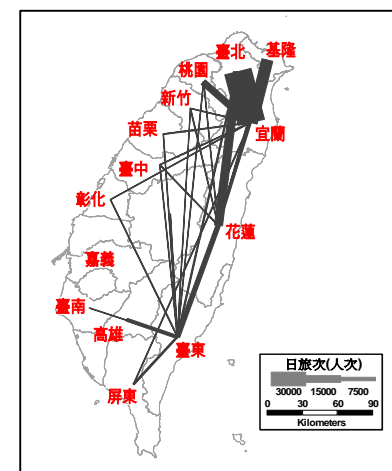 基隆
臺北
桃園
新竹
宜蘭
苗栗
臺中
彰化
花蓮
嘉義
臺南
高雄
臺東
屏東
日旅次(人次)
30000 15000 7500
0 30 60 90
Kilometers